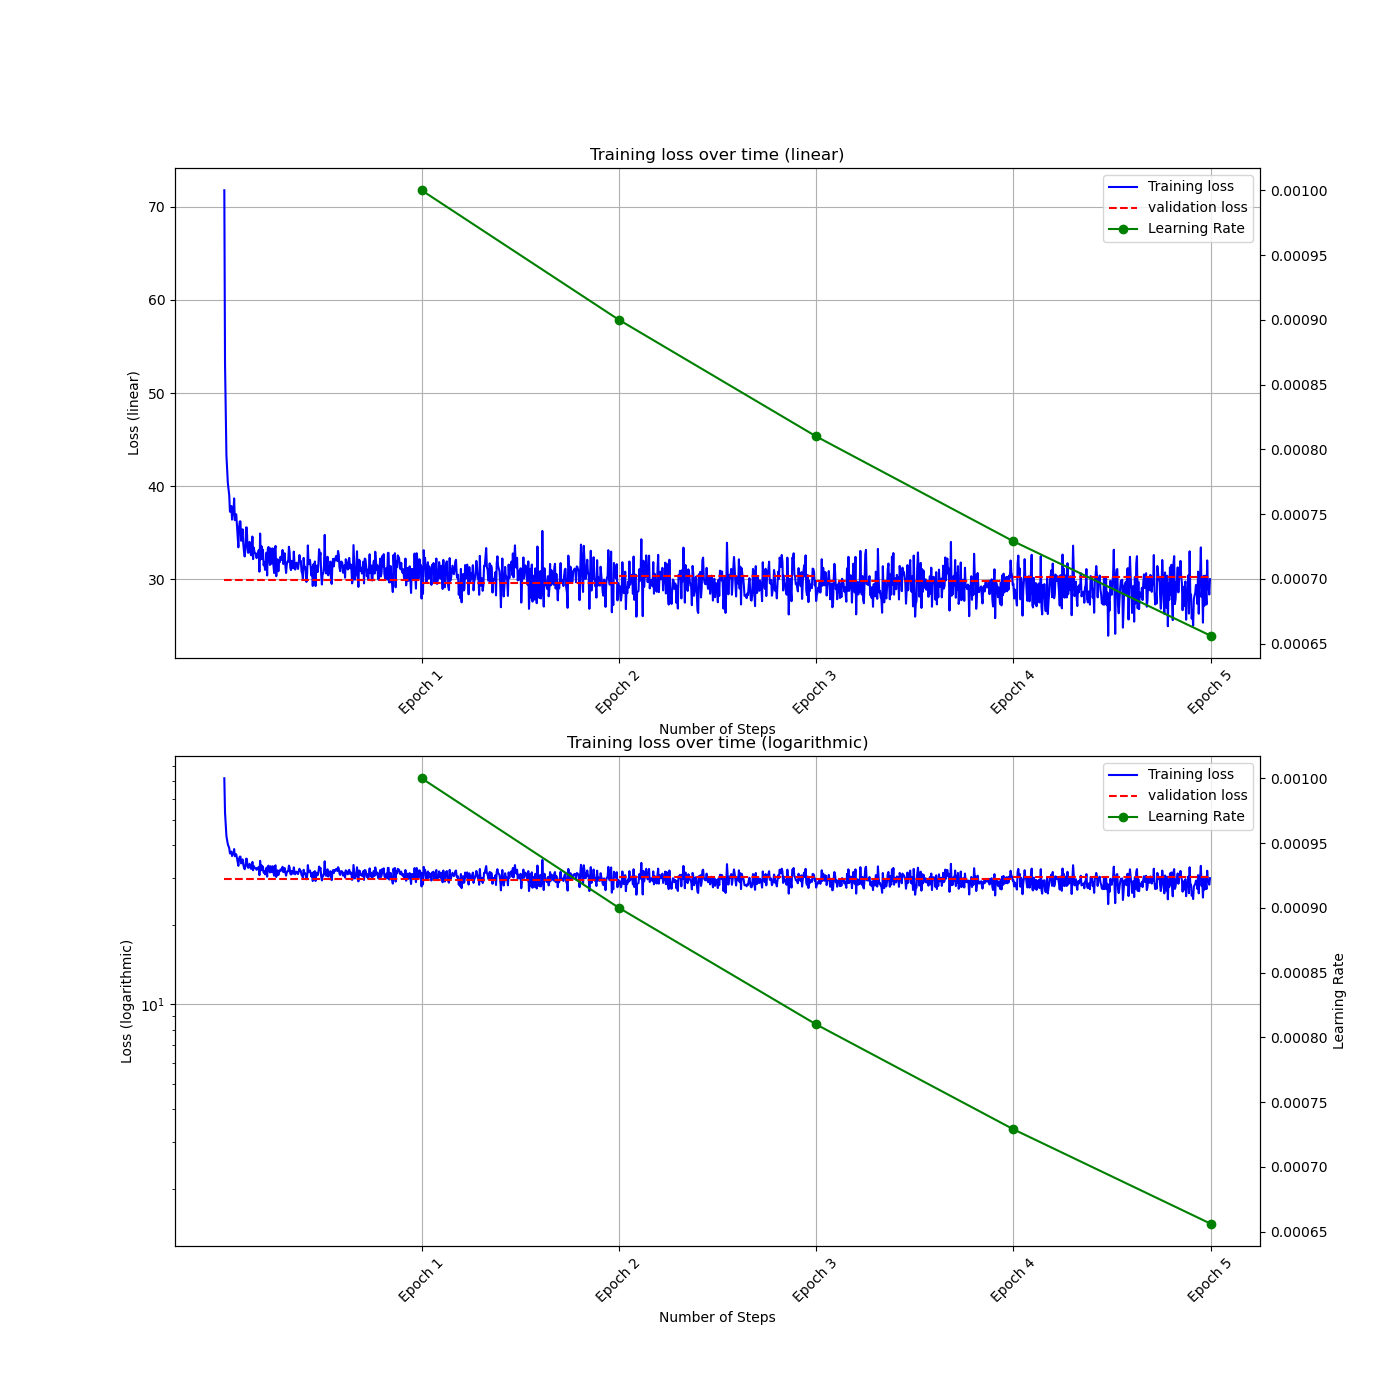 Training loss over time (linear)
70
60
50
40
30
Loss (linear)
Training loss
validation loss
Learning Rate
0.00100
0.00095
0.00090
0.00085
0.00080
0.00075
0.00070
0.00065
Epoch 1
Epoch 2
Epoch 3
Epoch 4
Epoch 5
Number of Steps
Training loss over time (logarithmic)
10¹
Loss (logarithmic)
Training loss
validation loss
Learning Rate
0.00100
0.00095
0.00090
0.00085
0.00080
0.00075
0.00070
0.00065
Learning Rate
Epoch 1
Epoch 2
Epoch 3
Epoch 4
Epoch 5
Number of Steps